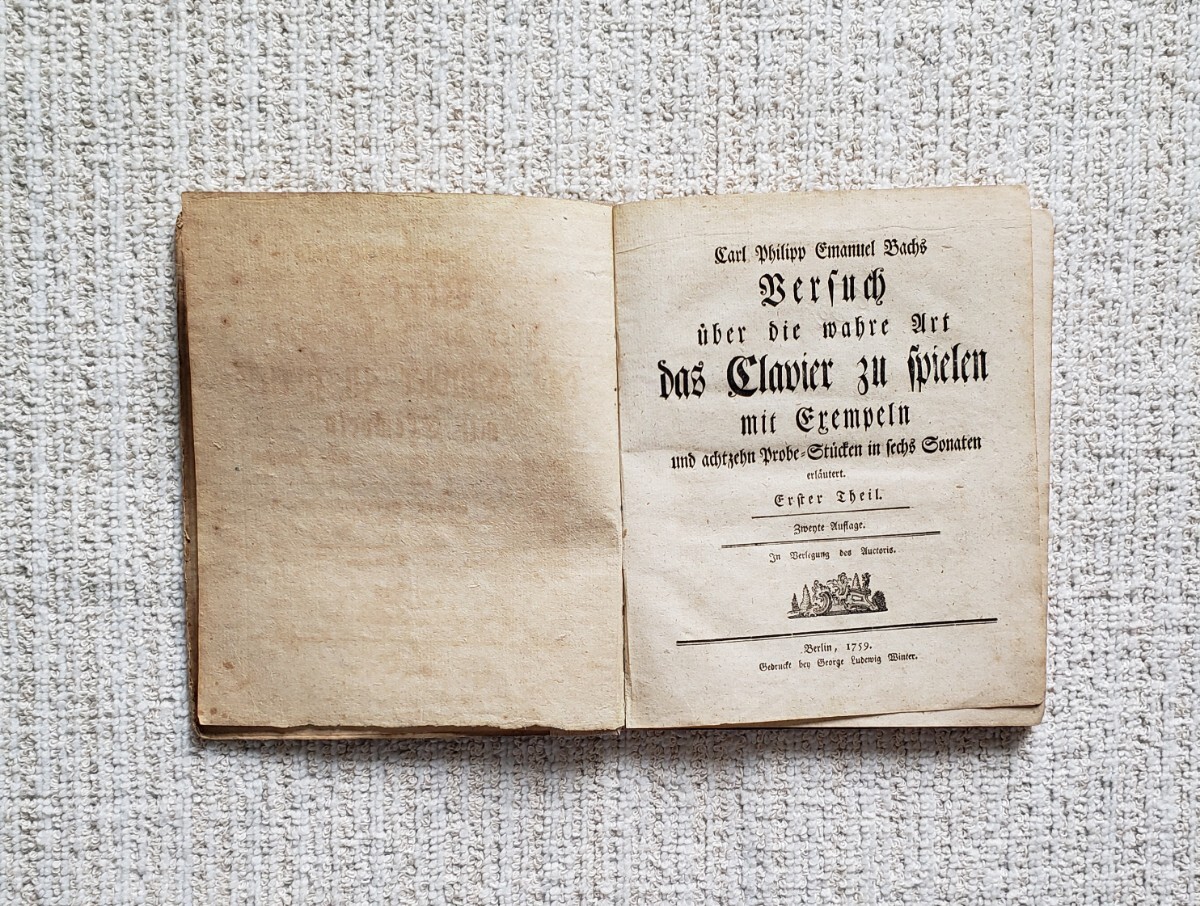 Carl Philipp Emanuel Bachs
Versuch
über die wahre Art
das Clavier zu spielen
mit Exempeln
und achtzehn Probe-Stücken in sechs Sonaten
erläutert.
Erster Theil.
Zweyte Auflage.
In Verlegung des Auctoris.
Berlin, 1759.
Gedruckt bey George Ludewig Winter.